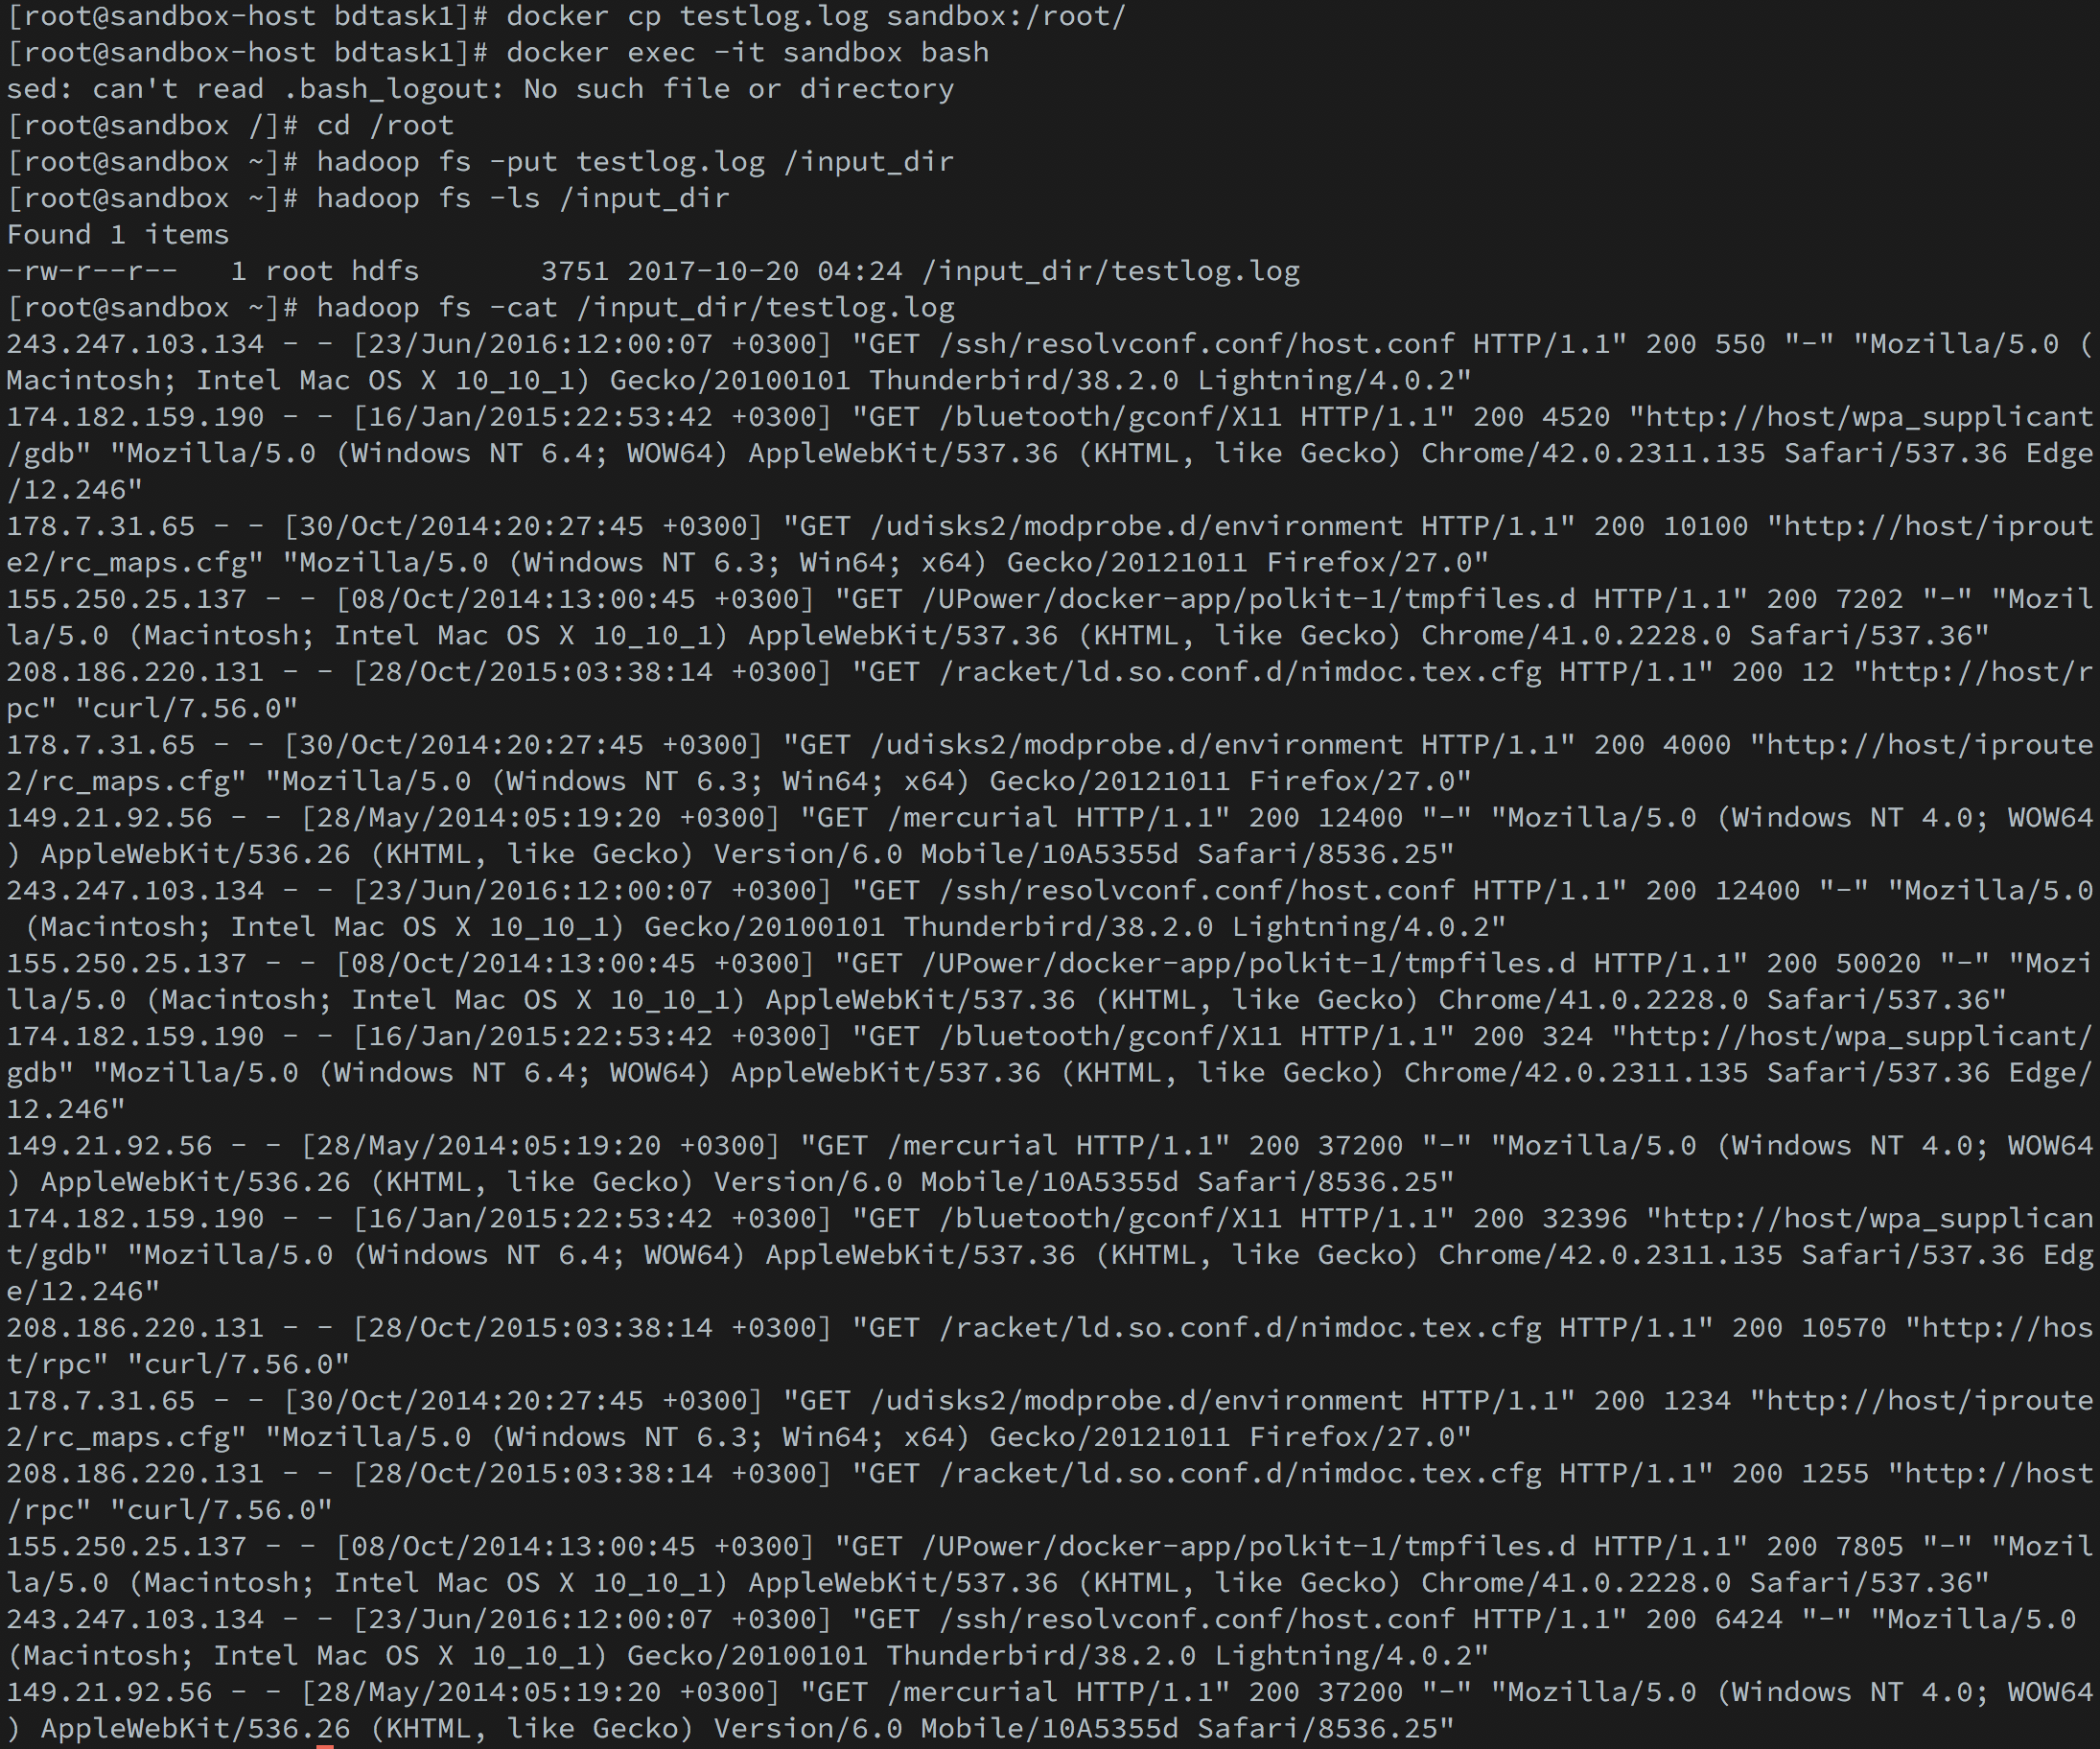 [root@sandbox-host bdtask1]# docker cp testlog.log sandbox:/root/
[root@sandbox-host bdtask1]# docker exec -it sandbox bash
sed: can't read .bash_logout: No such file or directory
[root@sandbox /]# cd /root
[root@sandbox ~]# hadoop fs -put testlog.log /input_dir
[root@sandbox ~]# hadoop fs -ls /input_dir
Found 1 items
-rw-r--r--   1 root hdfs       3751 2017-10-20 04:24 /input_dir/testlog.log
[root@sandbox ~]# hadoop fs -cat /input_dir/testlog.log
243.247.103.134 - - [23/Jun/2016:12:00:07 +0300] "GET /ssh/resolvconf.conf/host.conf HTTP/1.1" 200 550 "-" "Mozilla/5.0 (
Macintosh; Intel Mac OS X 10_10_1) Gecko/20100101 Thunderbird/38.2.0 Lightning/4.0.2"
174.182.159.190 - - [16/Jan/2015:22:53:42 +0300] "GET /bluetooth/gconf/X11 HTTP/1.1" 200 4520 "http://host/wpa_supplicant
/gdb" "Mozilla/5.0 (Windows NT 6.4; WOW64) AppleWebKit/537.36 (KHTML, like Gecko) Chrome/42.0.2311.135 Safari/537.36 Edge
/12.246"
178.7.31.65 - - [30/Oct/2014:20:27:45 +0300] "GET /udisks2/modprobe.d/environment HTTP/1.1" 200 10100 "http://host/iprout
e2/rc_maps.cfg" "Mozilla/5.0 (Windows NT 6.3; Win64; x64) Gecko/20121011 Firefox/27.0"
155.250.25.137 - - [08/Oct/2014:13:00:45 +0300] "GET /UPower/docker-app/polkit-1/tmpfiles.d HTTP/1.1" 200 7202 "-" "Mozil
la/5.0 (Macintosh; Intel Mac OS X 10_10_1) AppleWebKit/537.36 (KHTML, like Gecko) Chrome/41.0.2228.0 Safari/537.36"
208.186.220.131 - - [28/Oct/2015:03:38:14 +0300] "GET /racket/ld.so.conf.d/nimdoc.tex.cfg HTTP/1.1" 200 12 "http://host/r
pc" "curl/7.56.0"
178.7.31.65 - - [30/Oct/2014:20:27:45 +0300] "GET /udisks2/modprobe.d/environment HTTP/1.1" 200 4000 "http://host/iproute
2/rc_maps.cfg" "Mozilla/5.0 (Windows NT 6.3; Win64; x64) Gecko/20121011 Firefox/27.0"
149.21.92.56 - - [28/May/2014:05:19:20 +0300] "GET /mercurial HTTP/1.1" 200 12400 "-" "Mozilla/5.0 (Windows NT 4.0; WOW64
) AppleWebKit/536.26 (KHTML, like Gecko) Version/6.0 Mobile/10A5355d Safari/8536.25"
243.247.103.134 - - [23/Jun/2016:12:00:07 +0300] "GET /ssh/resolvconf.conf/host.conf HTTP/1.1" 200 12400 "-" "Mozilla/5.0
 (Macintosh; Intel Mac OS X 10_10_1) Gecko/20100101 Thunderbird/38.2.0 Lightning/4.0.2"
155.250.25.137 - - [08/Oct/2014:13:00:45 +0300] "GET /UPower/docker-app/polkit-1/tmpfiles.d HTTP/1.1" 200 50020 "-" "Mozi
lla/5.0 (Macintosh; Intel Mac OS X 10_10_1) AppleWebKit/537.36 (KHTML, like Gecko) Chrome/41.0.2228.0 Safari/537.36"
174.182.159.190 - - [16/Jan/2015:22:53:42 +0300] "GET /bluetooth/gconf/X11 HTTP/1.1" 200 324 "http://host/wpa_supplicant/
gdb" "Mozilla/5.0 (Windows NT 6.4; WOW64) AppleWebKit/537.36 (KHTML, like Gecko) Chrome/42.0.2311.135 Safari/537.36 Edge/
12.246"
149.21.92.56 - - [28/May/2014:05:19:20 +0300] "GET /mercurial HTTP/1.1" 200 37200 "-" "Mozilla/5.0 (Windows NT 4.0; WOW64
) AppleWebKit/536.26 (KHTML, like Gecko) Version/6.0 Mobile/10A5355d Safari/8536.25"
174.182.159.190 - - [16/Jan/2015:22:53:42 +0300] "GET /bluetooth/gconf/X11 HTTP/1.1" 200 32396 "http://host/wpa_supplican
t/gdb" "Mozilla/5.0 (Windows NT 6.4; WOW64) AppleWebKit/537.36 (KHTML, like Gecko) Chrome/42.0.2311.135 Safari/537.36 Edg
e/12.246"
208.186.220.131 - - [28/Oct/2015:03:38:14 +0300] "GET /racket/ld.so.conf.d/nimdoc.tex.cfg HTTP/1.1" 200 10570 "http://hos
t/rpc" "curl/7.56.0"
178.7.31.65 - - [30/Oct/2014:20:27:45 +0300] "GET /udisks2/modprobe.d/environment HTTP/1.1" 200 1234 "http://host/iproute
2/rc_maps.cfg" "Mozilla/5.0 (Windows NT 6.3; Win64; x64) Gecko/20121011 Firefox/27.0"
208.186.220.131 - - [28/Oct/2015:03:38:14 +0300] "GET /racket/ld.so.conf.d/nimdoc.tex.cfg HTTP/1.1" 200 1255 "http://host
/rpc" "curl/7.56.0"
155.250.25.137 - - [08/Oct/2014:13:00:45 +0300] "GET /UPower/docker-app/polkit-1/tmpfiles.d HTTP/1.1" 200 7805 "-" "Mozil
la/5.0 (Macintosh; Intel Mac OS X 10_10_1) AppleWebKit/537.36 (KHTML, like Gecko) Chrome/41.0.2228.0 Safari/537.36"
243.247.103.134 - - [23/Jun/2016:12:00:07 +0300] "GET /ssh/resolvconf.conf/host.conf HTTP/1.1" 200 6424 "-" "Mozilla/5.0 
(Macintosh; Intel Mac OS X 10_10_1) Gecko/20100101 Thunderbird/38.2.0 Lightning/4.0.2"
149.21.92.56 - - [28/May/2014:05:19:20 +0300] "GET /mercurial HTTP/1.1" 200 37200 "-" "Mozilla/5.0 (Windows NT 4.0; WOW64
) AppleWebKit/536.26 (KHTML, like Gecko) Version/6.0 Mobile/10A5355d Safari/8536.25"